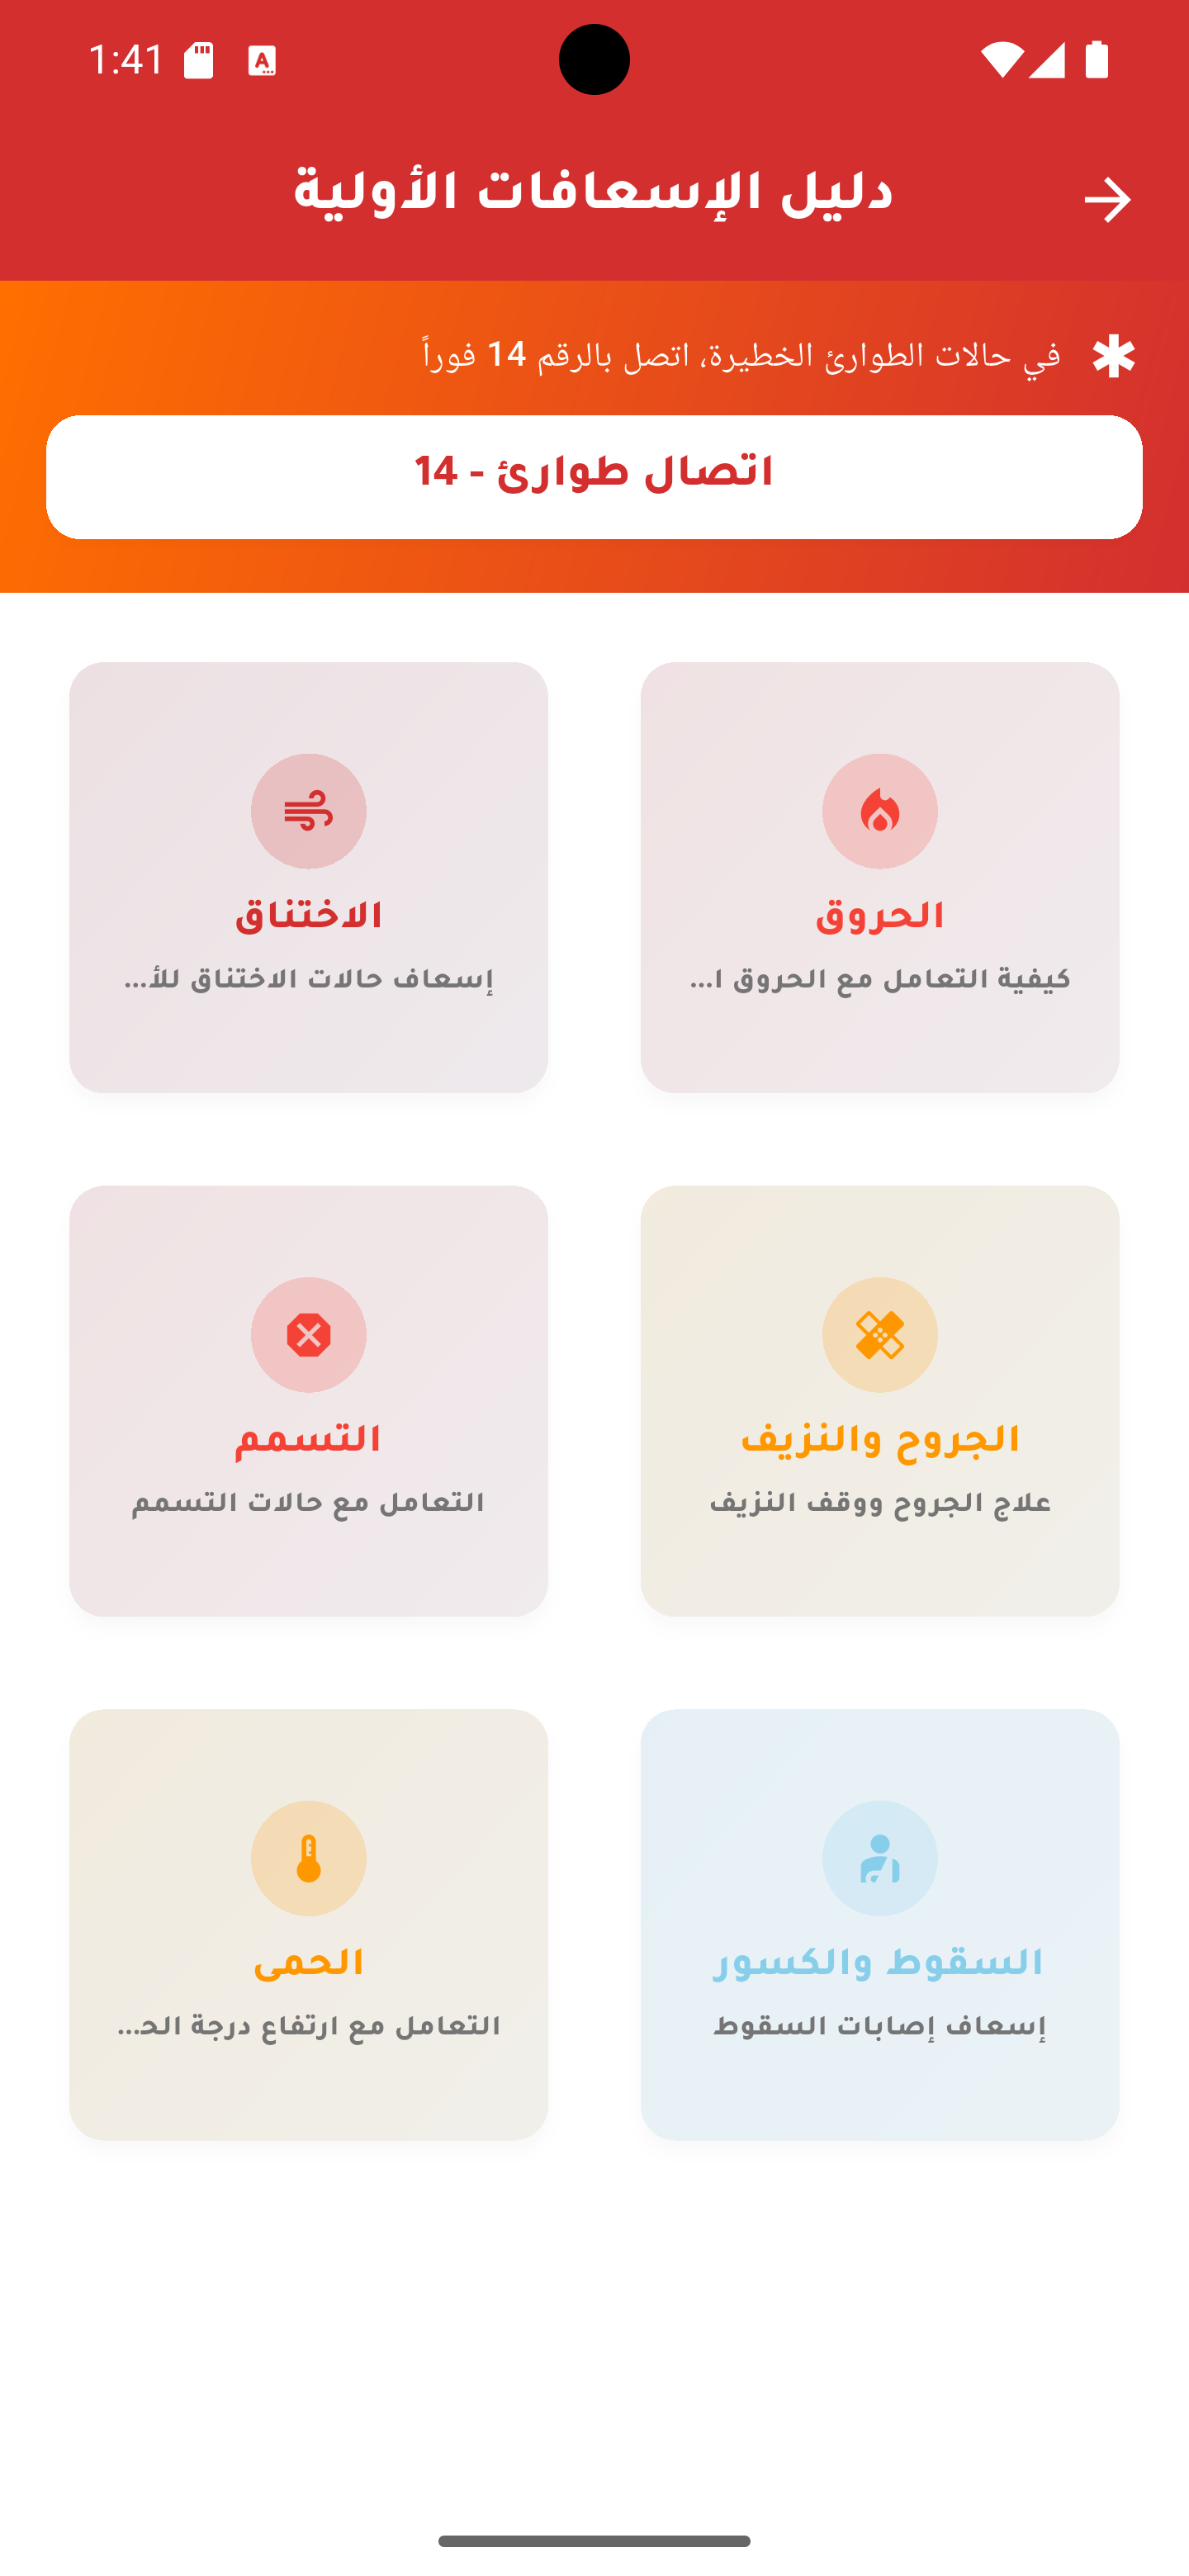 1:41
دليل الإسعافات الأولية
في حالات الطوارئ الخطيرة، اتصل بالرقم 14 فوراً
اتصال طوارئ - 14
الحروق
كيفية التعامل مع الحروق ا...
الاختناق
إسعاف حالات الاختناق للأ...
الجروح والنزيف
علاج الجروح ووقف النزيف
التسمم
التعامل مع حالات التسمم
السقوط والكسور
إسعاف إصابات السقوط
الحمى
التعامل مع ارتفاع درجة الحـ...